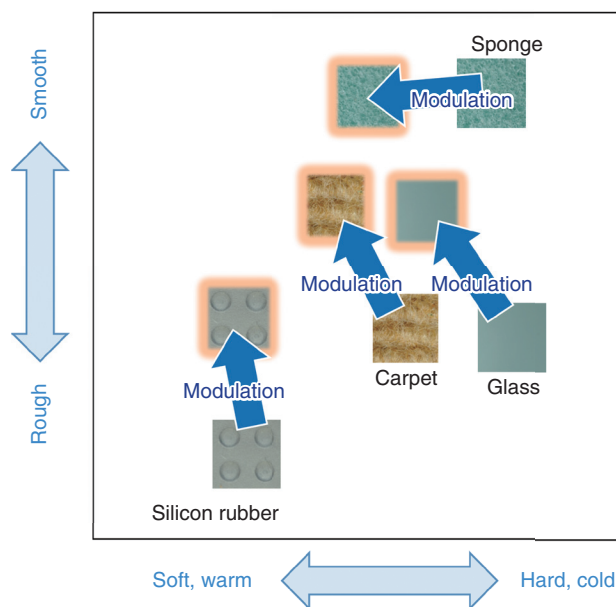 Sponge
Smooth
Modulation
Modulation
Modulation
Modulation
Carpet
Glass
Rough
Silicon rubber
Soft, warm
Hard, cold